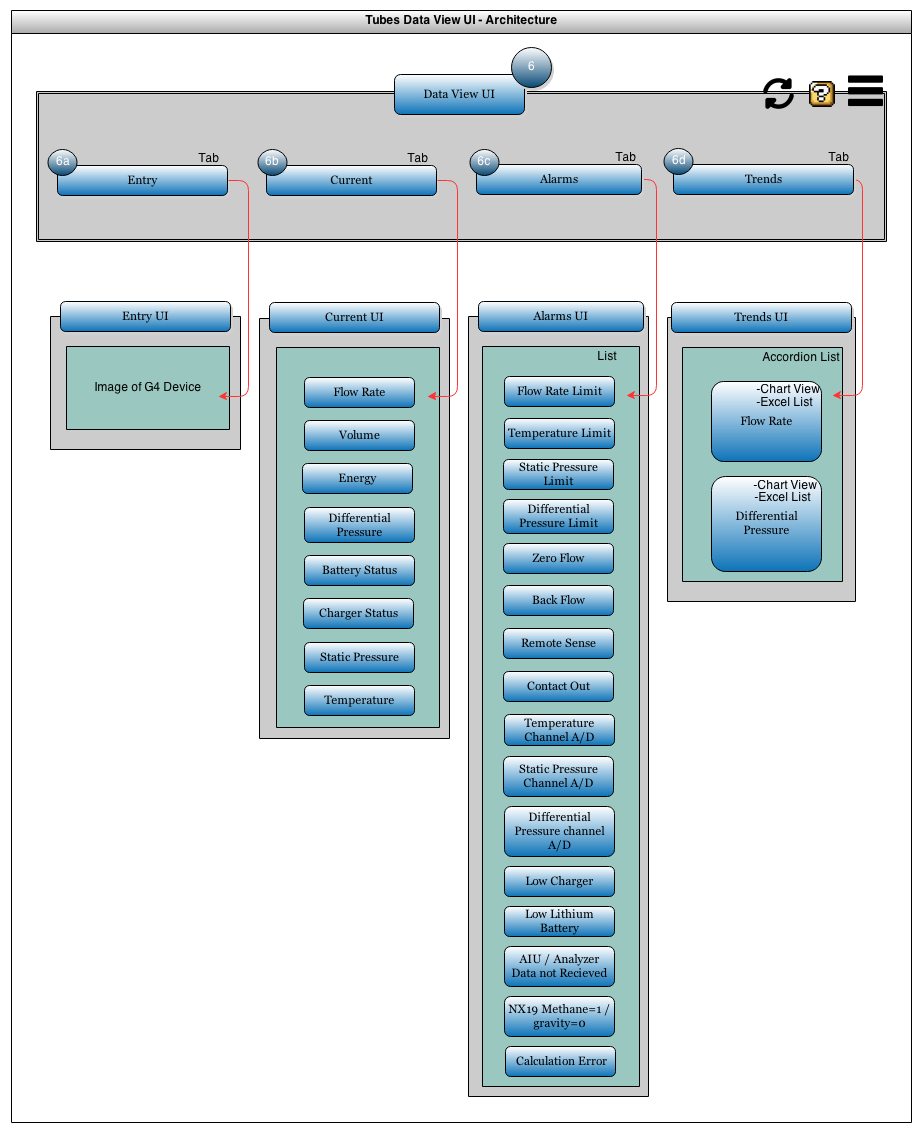 Tubes Data View UI - Architecture
6
Data View UI
?
6a
Tab
Entry
6b
Tab
Current
6c
Tab
Alarms
6d
Tab
Trends
Entry UI
Image of G4 Device
Current UI
Flow Rate
Volume
Energy
Differential
Pressure
Battery Status
Charger Status
Static Pressure
Temperature
Alarms UI
List
Flow Rate Limit
Temperature Limit
Static Pressure
Limit
Differential
Pressure Limit
Zero Flow
Back Flow
Remote Sense
Contact Out
Temperature
Channel A/D
Static Pressure
Channel A/D
Differential
Pressure channel
A/D
Low Charger
Low Lithium
Battery
AIU / Analyzer
Data not Recieved
NX19 Methane=1 /
gravity=0
Calculation Error
Trends UI
Accordion List
-Chart View
-Excel List
Flow Rate
-Chart View
-Excel List
Differential
Pressure